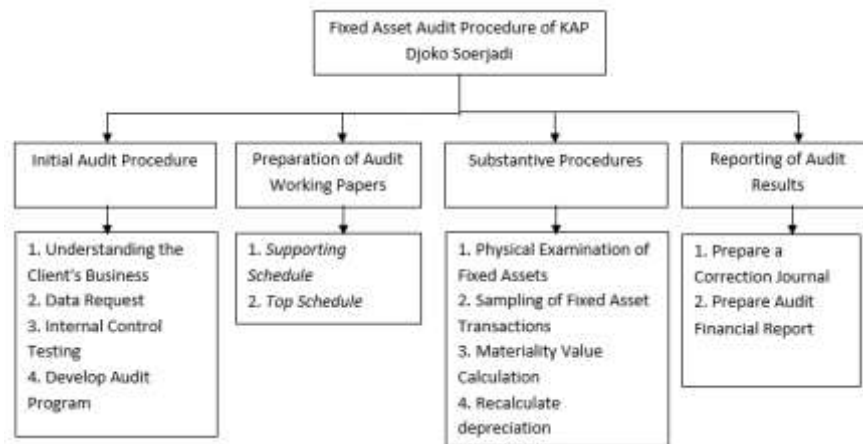 Fixed Asset Audit Procedure of KAP
Djoko Soerjadi
Initial Audit Procedure
Preparation of Audit
Working Papers
Substantive Procedures
Reporting of Audit
Results
1. Understanding the
Client's Business
2. Data Request
3. Internal Control
Testing
4. Develop Audit
Program
1. Supporting
Schedule
2. Top Schedule
1. Physical Examination of
Fixed Assets
2. Sampling of Fixed Asset
Transactions
3. Materiality Value
Calculation
4. Recalculate
depreciation
1. Prepare a
Correction Journal
2. Prepare Audit
Financial Report